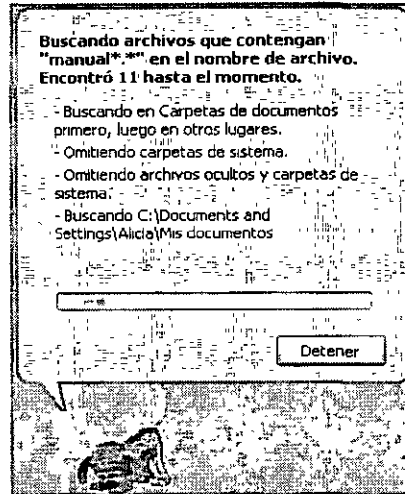 Buscando archivos que contengan
"manual*.*" en el nombre de archivo.
Encontró 11 hasta el momento.
- Buscando en Carpetas de documentos
primero, luego en otros lugares.
- Omitiendo carpetas de sistema.
- Omitiendo archivos ocultos y carpetas de
sistema.
- Buscando C:\Documents and
Settings\Alicia\Mis documentos
Detener